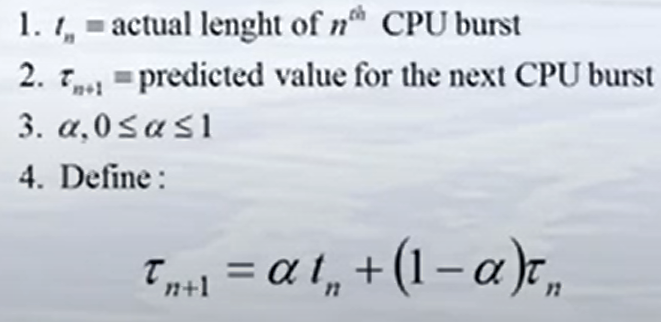 1. tₙ = actual lenght of nᵗʰ CPU burst
2. τₙ₊₁ = predicted value for the next CPU burst
3. α, 0 ≤ α ≤ 1
4. Define :
τₙ₊₁ = α tₙ + (1 − α)τₙ